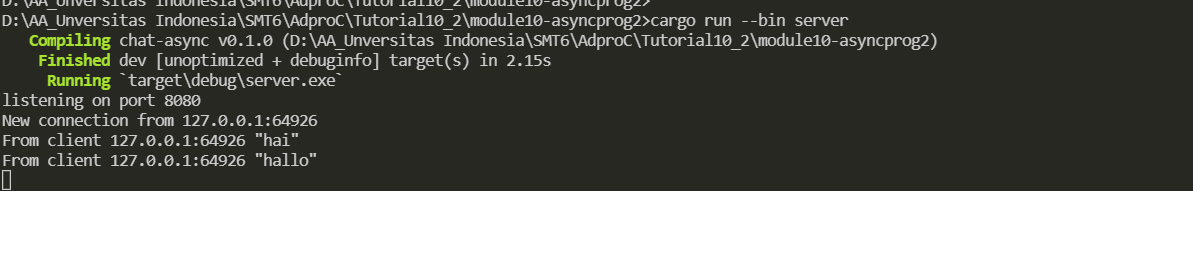 D:\AA_Unversitas Indonesia\SMT6\AdproC\Tutorial10_2\module10-asyncprog2>
D:\AA_Unversitas Indonesia\SMT6\AdproC\Tutorial10_2\module10-asyncprog2>cargo run --bin server
Compiling chat-async v0.1.0 (D:\AA_Unversitas Indonesia\SMT6\AdproC\Tutorial10_2\module10-asyncprog2)
Finished dev [unoptimized + debuginfo] target(s) in 2.15s
Running `target\debug\server.exe`
listening on port 8080
New connection from 127.0.0.1:64926
From client 127.0.0.1:64926 "hai"
From client 127.0.0.1:64926 "hallo"